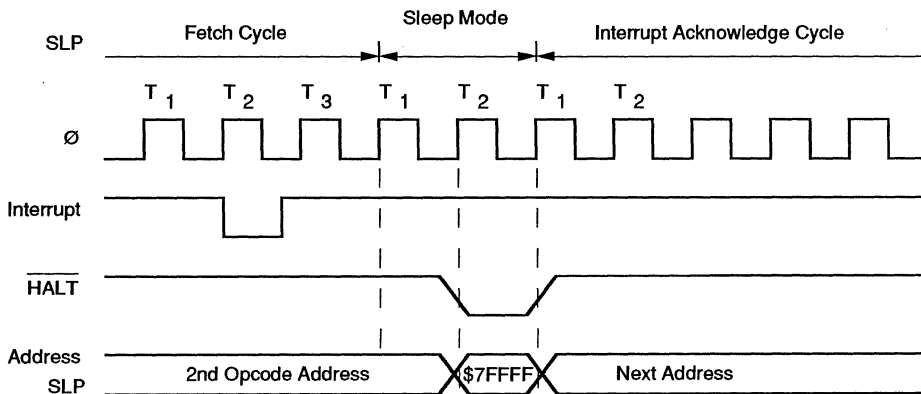 Sleep Mode
SLP Fetch Cycle Interrupt Acknowledge Cycle
T1 T2 T3 T1 T2 T1 T2
Ø
Interrupt
HALT
Address
2nd Opcode Address $7FFFF Next Address
SLP